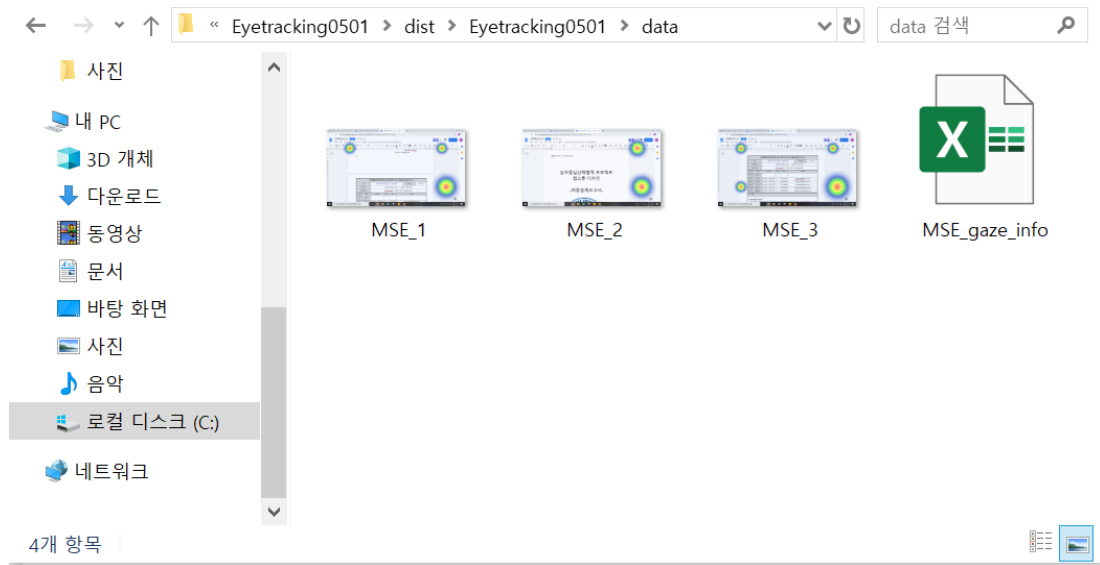 « Eyetracking0501 > dist > Eyetracking0501 > data
data 검색
사진
내 PC
3D 개체
다운로드
동영상
문서
바탕 화면
사진
음악
로컬 디스크 (C:)
네트워크
MSE_1
MSE_2
MSE_3
MSE_gaze_info
4개 항목